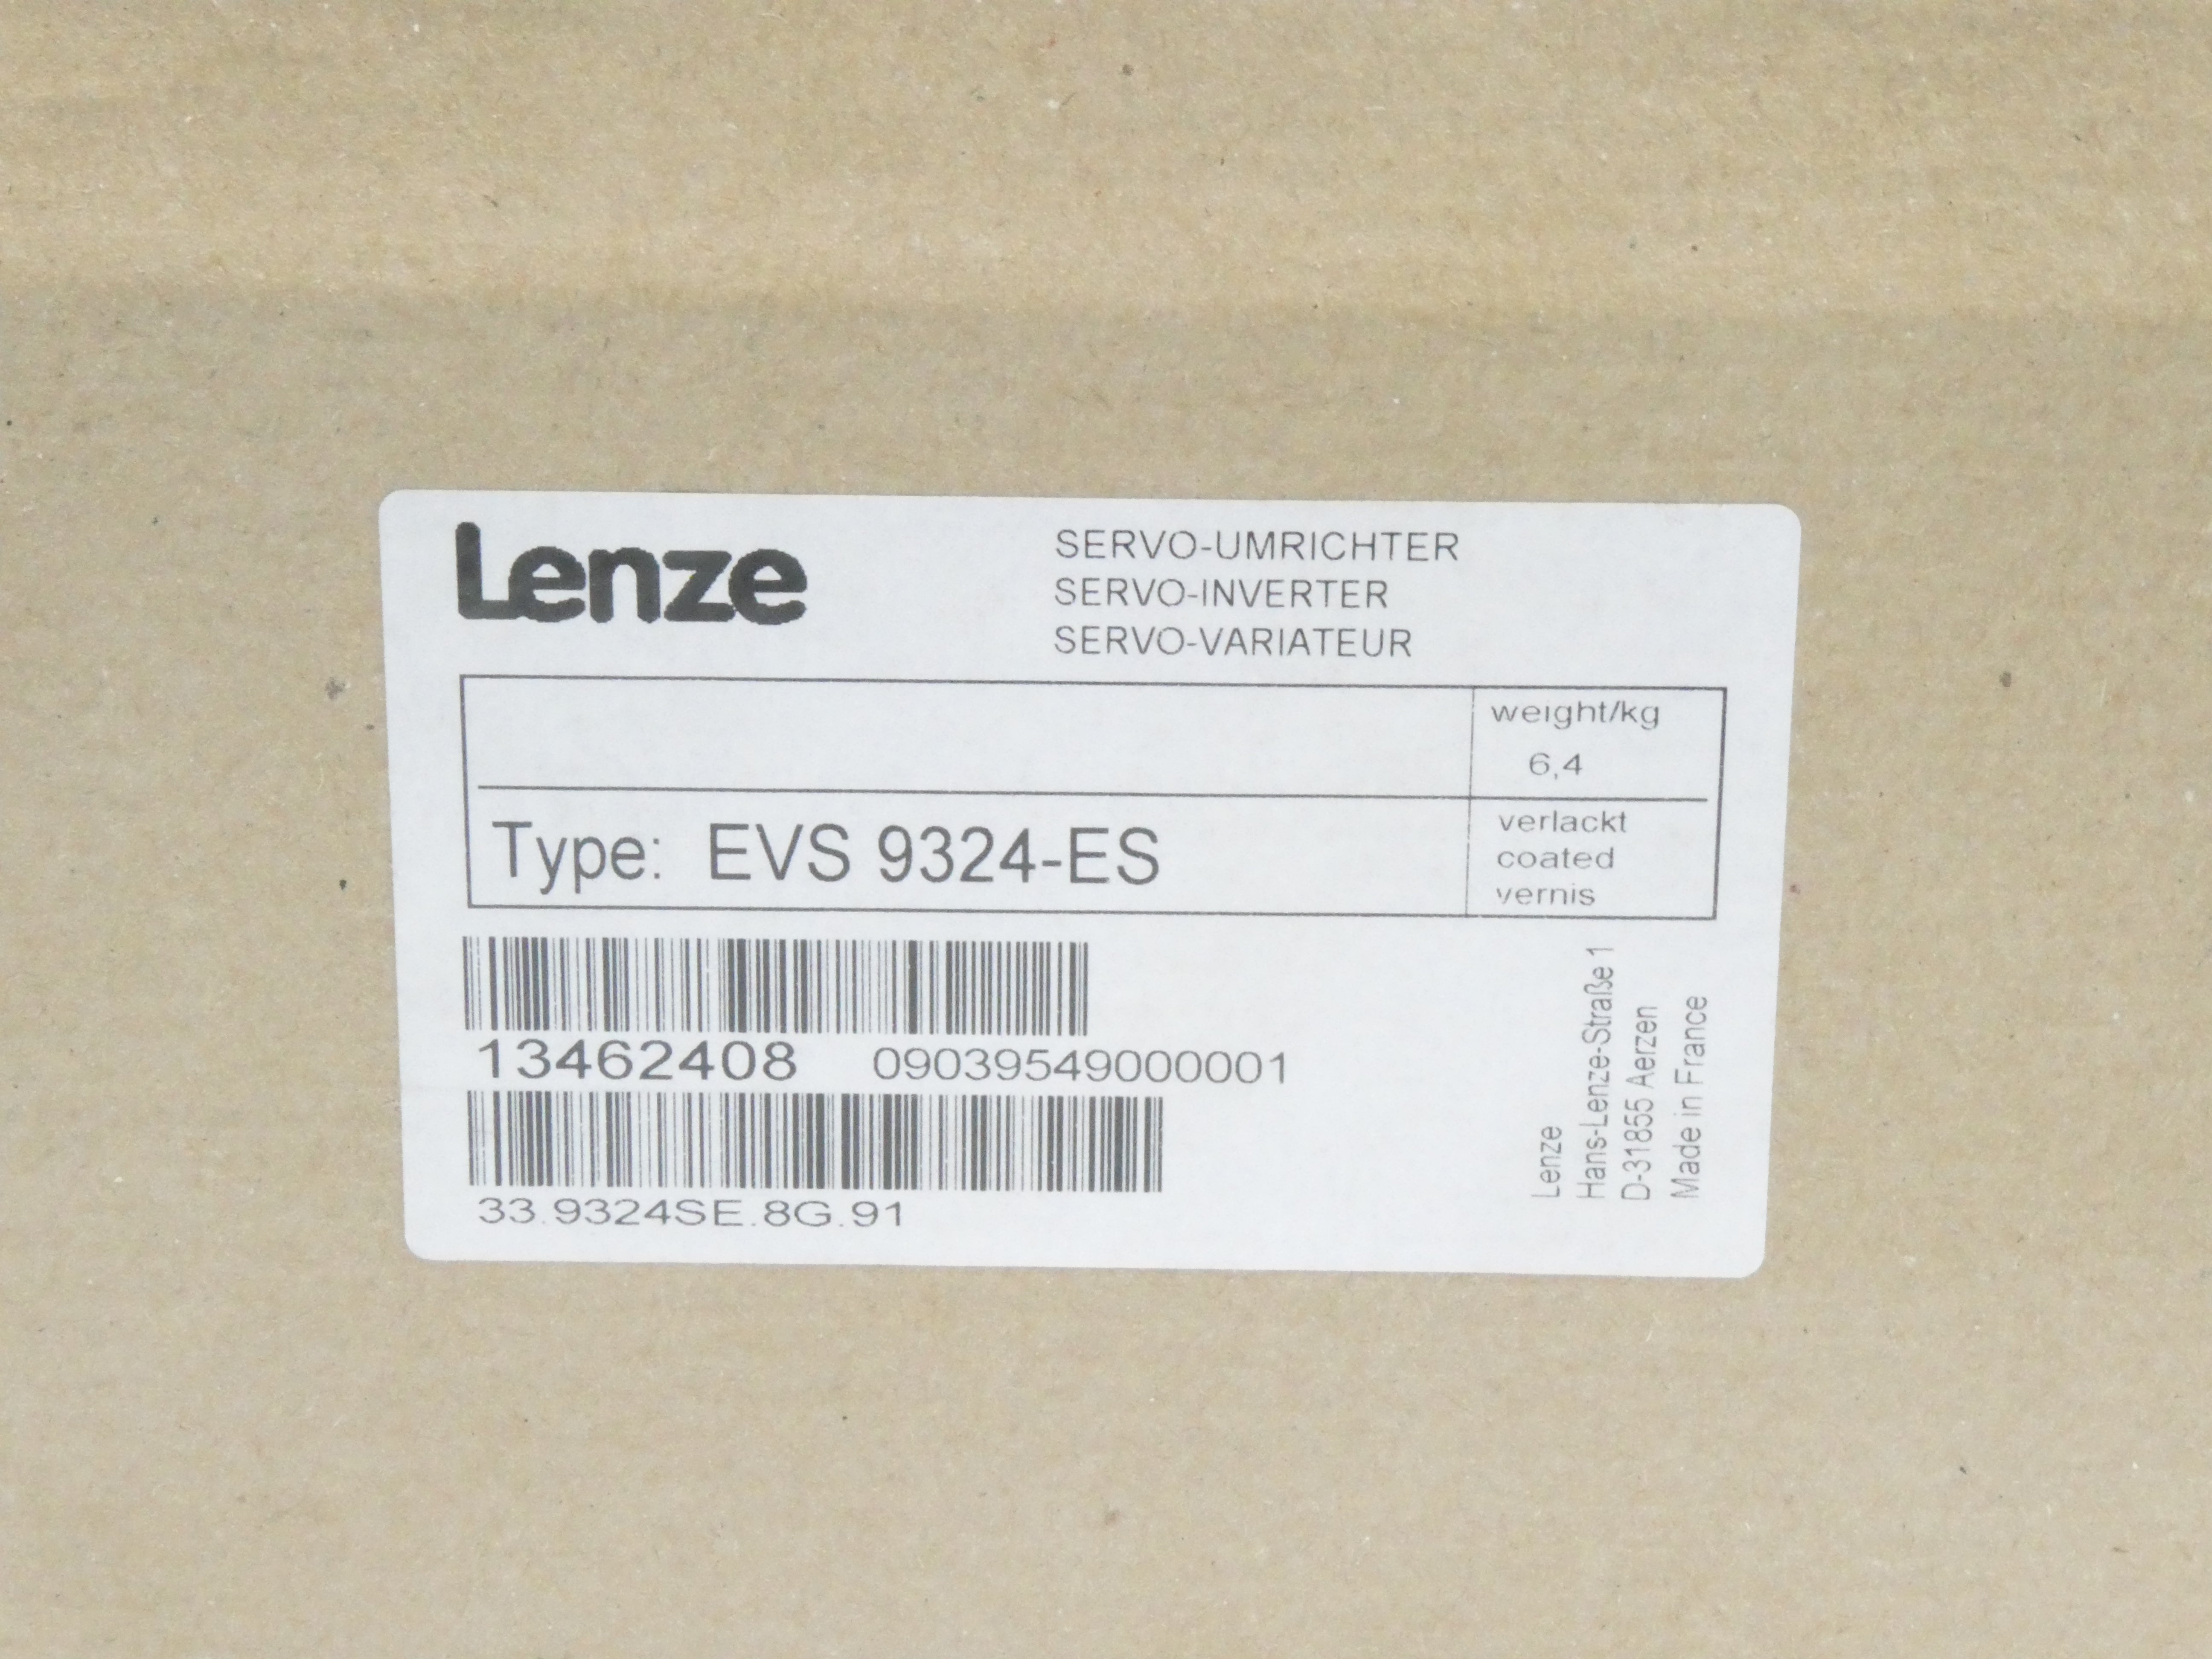 Lenze
SERVO-UMRICHTER
SERVO-INVERTER
SERVO-VARIATEUR
weight/kg
6,4
Type: EVS 9324-ES
verlackt
coated
vernis
13462408 09039549000001
33.9324SE.8G.91
Lenze
Hans-Lenze-Straße 1
D-31855 Aerzen
Made in France